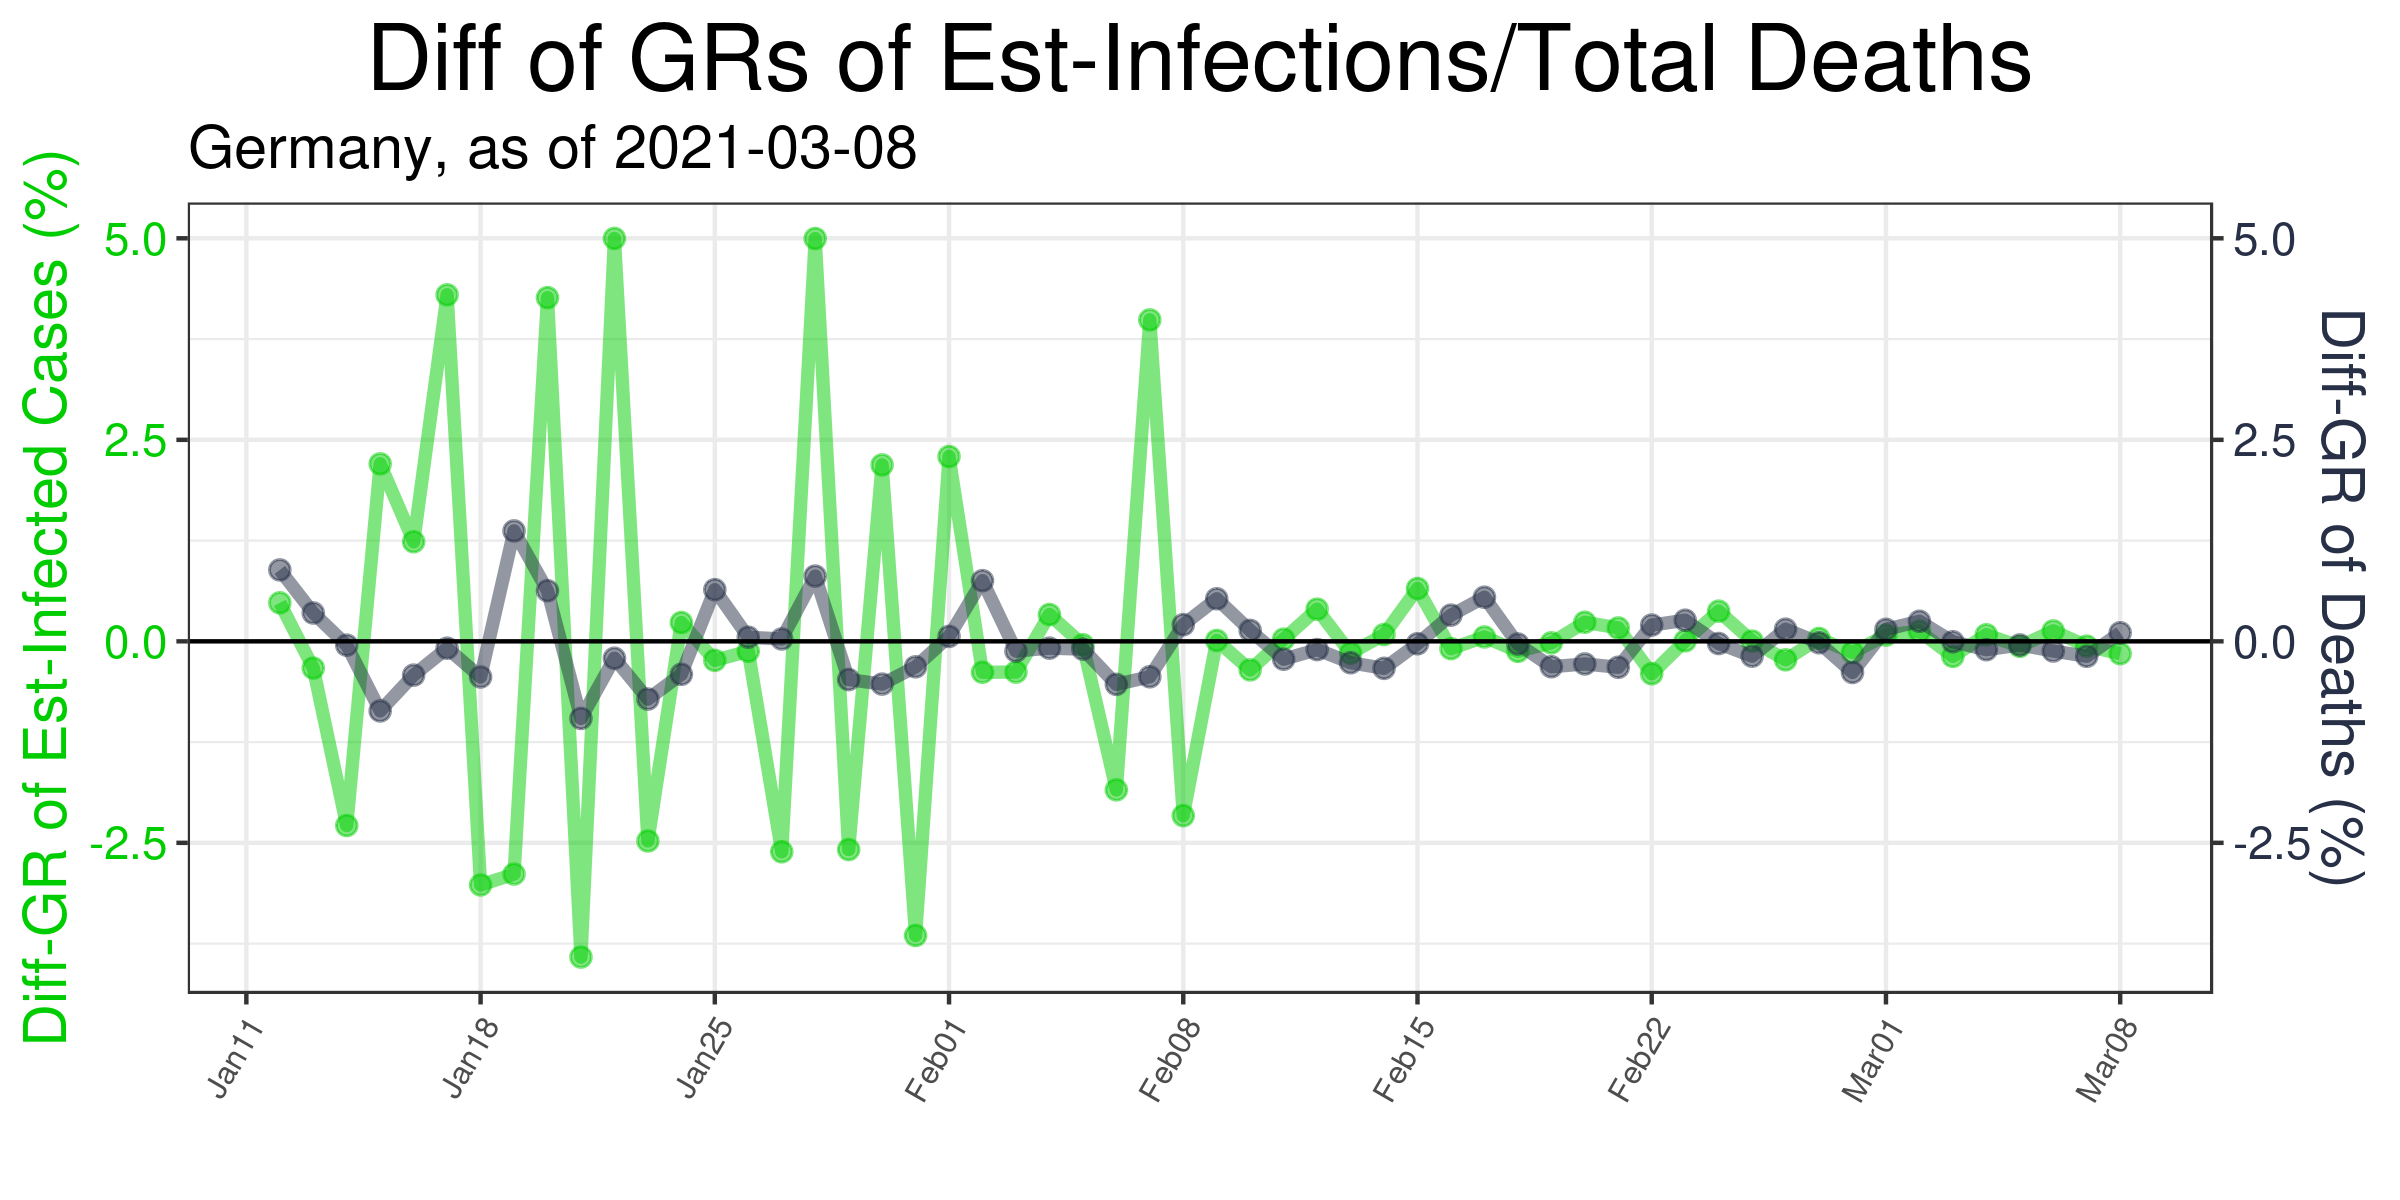 Diff of GRs of Est-Infections/Total Deaths
Germany, as of 2021-03-08
Diff-GR of Est-Infected Cases (%)
5.0
2.5
0.0
-2.5
5.0
2.5
0.0
-2.5
Diff-GR of Deaths (%)
Jan11
Jan18
Jan25
Feb01
Feb08
Feb15
Feb22
Mar01
Mar08